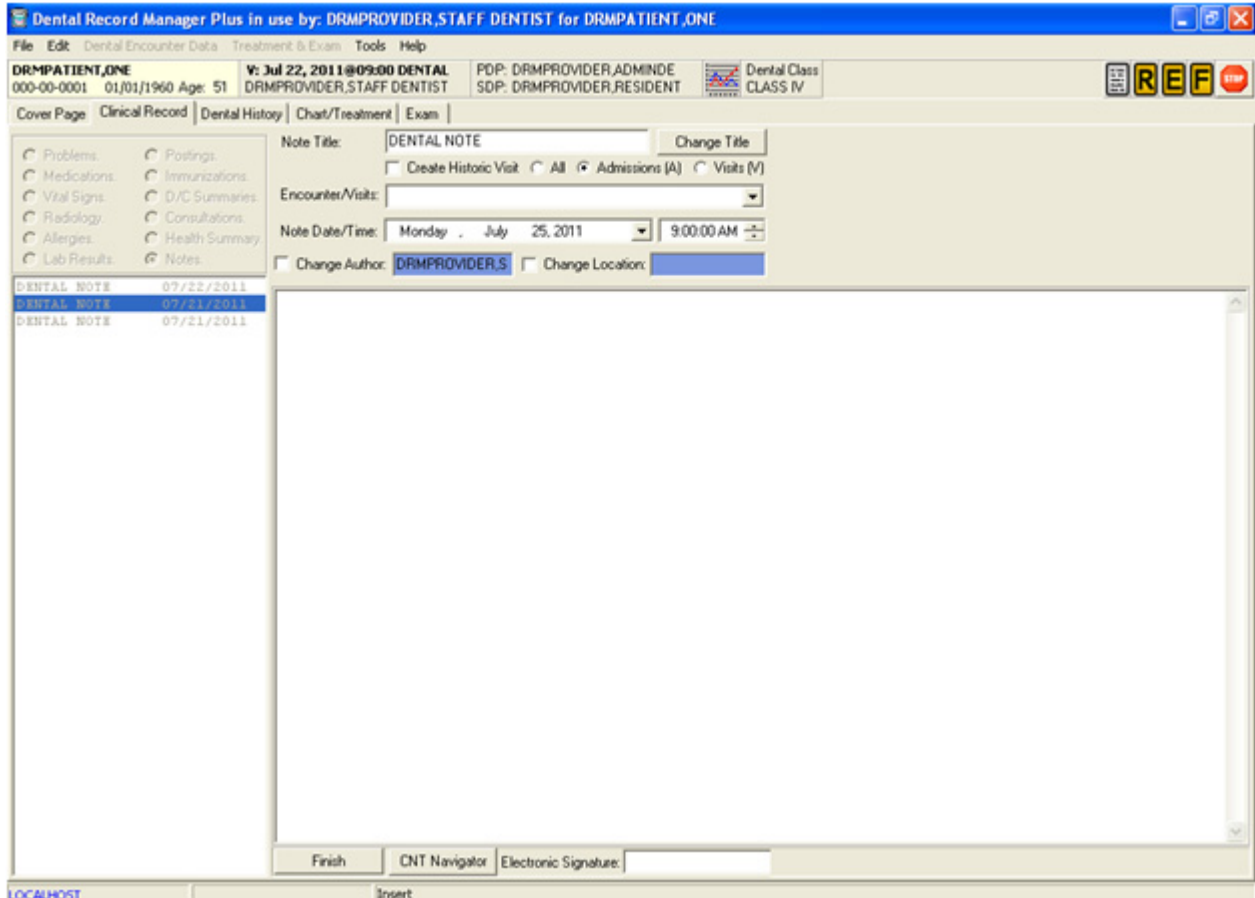 Dental Record Manager Plus in use by: DRMPROVIDER,STAFF DENTIST for DRMPATIENT,ONE
File Edit Dental Encounter Data Treatment & Exam Tools Help
DRMPATIENT,ONE V: Jul 22, 2011@09:00 DENTAL PDP: DRMPROVIDER,ADMINDE Dental Class
000-00-0001 01/01/1960 Age: 51 DRMPROVIDER,STAFF DENTIST SDP: DRMPROVIDER,RESIDENT CLASS IV
R E F STOP
Cover Page Clinical Record Dental History Chart/Treatment Exam
Problems. Postings.
Medications. Immunizations.
Vital Signs. D/C Summaries.
Radiology. Consultations.
Allergies. Health Summary.
Lab Results. Notes.
DENTAL NOTE 07/22/2011
DENTAL NOTE 07/21/2011
DENTAL NOTE 07/21/2011
Note Title: DENTAL NOTE Change Title
Create Historic Visit All Admissions (A) Visits (V)
Encounter/Visits:
Note Date/Time: Monday , July 25, 2011 9:00:00 AM
Change Author: DRMPROVIDER,S Change Location:
Finish CNT Navigator Electronic Signature:
LOCALHOST Insert